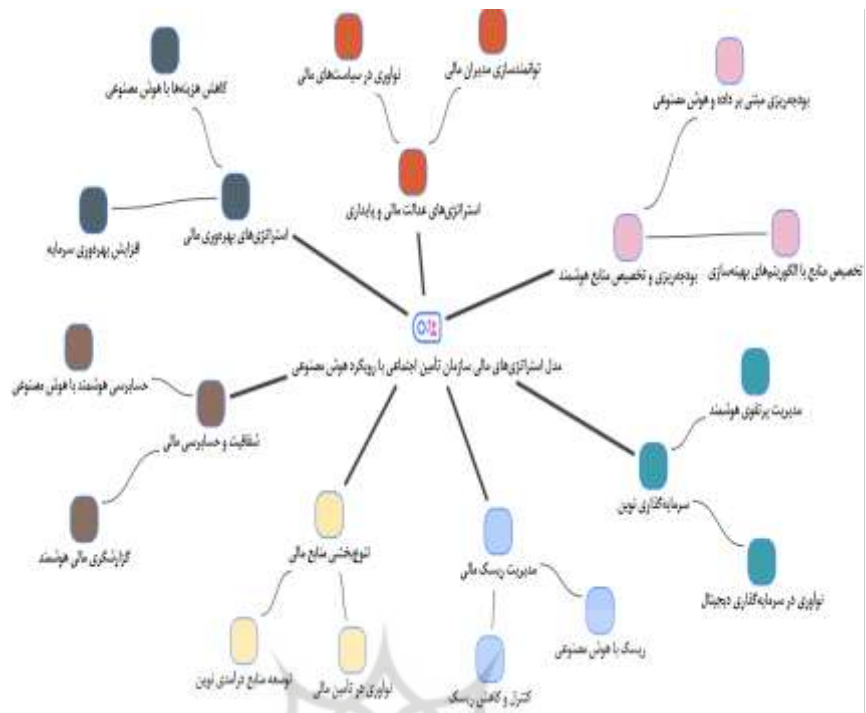 توانمندسازی مدیران مالی
نوآوری در سیاست‌های مالی
کاهش هزینه‌ها با هوش مصنوعی
بودجه‌ریزی مبتنی بر داده و هوش مصنوعی
استراتژی‌های عدالت مالی و پایداری
استراتژی‌های بهره‌وری مالی
افزایش بهره‌وری سرمایه
تخصیص منابع با الگوریتم‌های بهینه‌سازی
بودجه‌ریزی و تخصیص منابع هوشمند
مدل استراتژی‌های مالی سازمان تأمین اجتماعی با رویکرد هوش مصنوعی
حسابرسی هوشمند با هوش مصنوعی
مدیریت پرتفوی هوشمند
شفافیت و حسابرسی مالی
سرمایه‌گذاری نوین
گزارشگری مالی هوشمند
تنوع‌بخشی منابع مالی
مدیریت ریسک مالی
نوآوری در سرمایه‌گذاری دیجیتال
ریسک با هوش مصنوعی
توسعه منابع درآمدی نوین
نوآوری در تأمین مالی
کنترل و کاهش ریسک